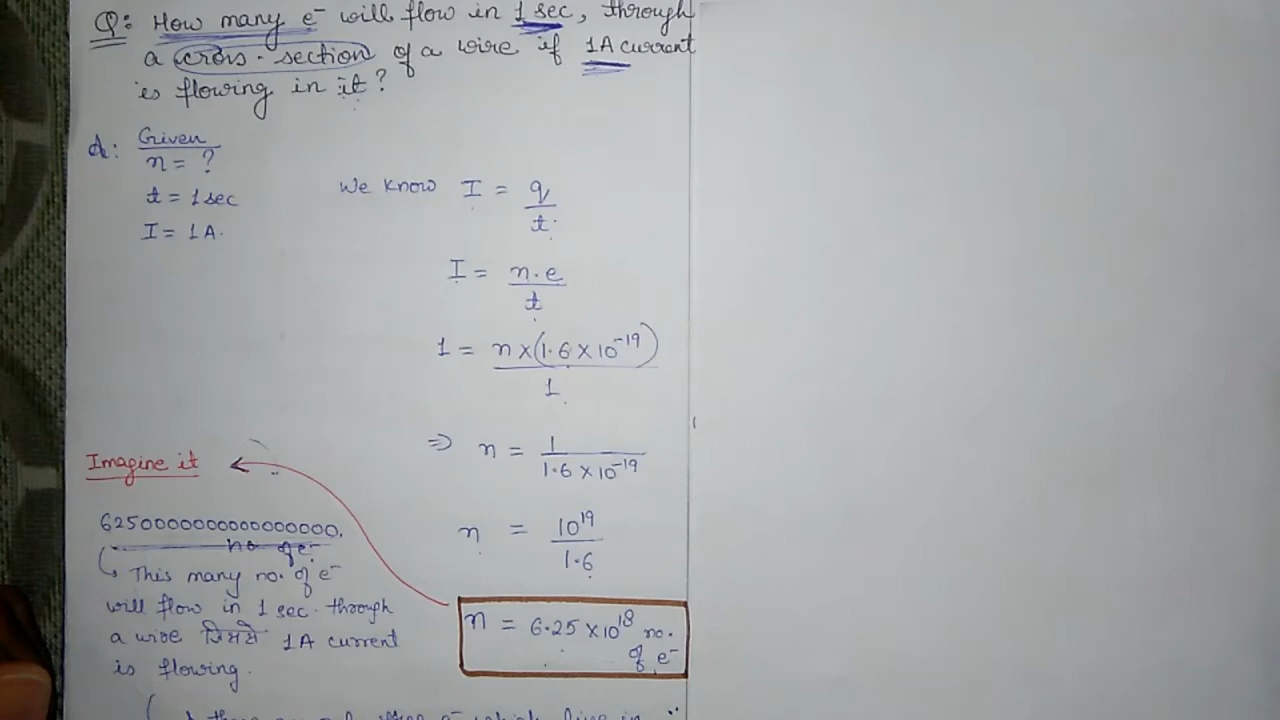 Q: How many e⁻ will flow in 1 sec, through
a cross-section of a wire if 1A current
is flowing in it?
A: Given
n = ?
t = 1 sec
I = 1A.
We know I = q/t
I = n.e/t
1 = n×(1.6×10⁻¹⁹)/1
⇒ n = 1/1.6×10⁻¹⁹
n = 10¹⁹/1.6
n = 6.25×10¹⁸ no.
of e⁻
Imagine it
6250000000000000000.
no of e⁻
↳ This many no. of e⁻
will flow in 1 sec. through
a wire जिसमे 1A current
is flowing.